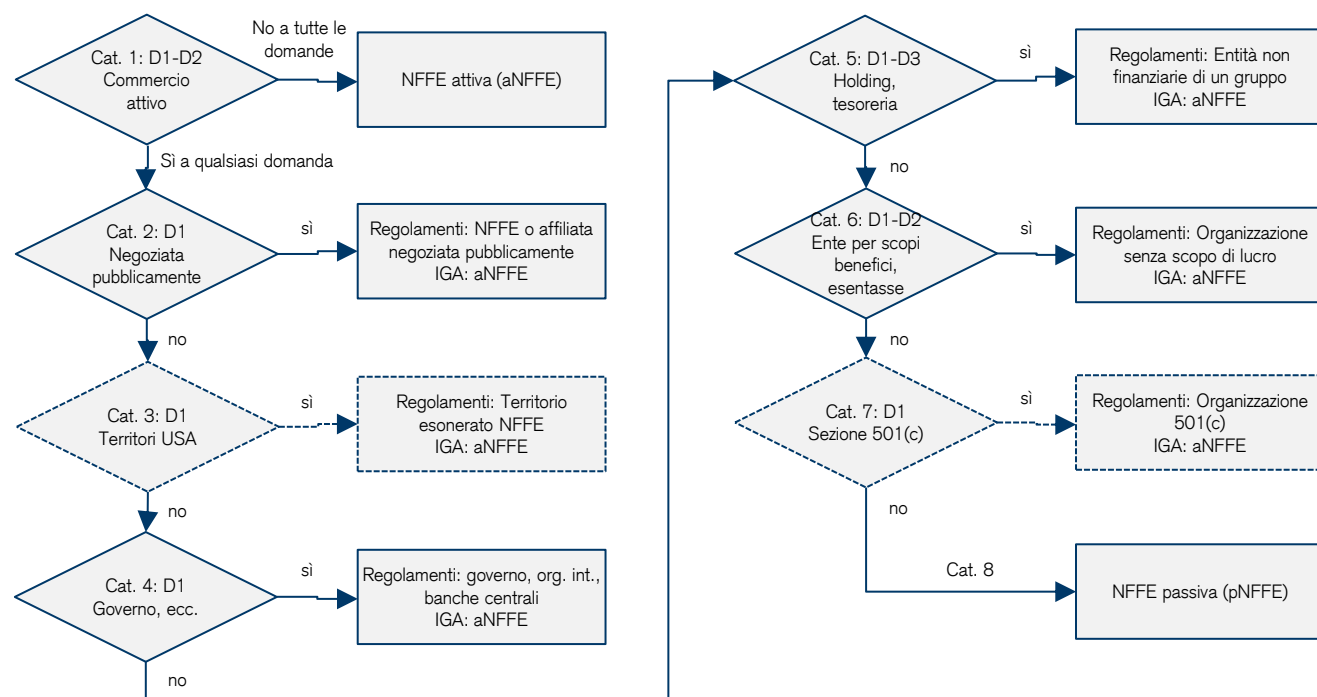 Cat. 1: D1-D2
Commercio
attivo
No a tutte le
domande
NFFE attiva (aNFFE)
Sì a qualsiasi domanda
Cat. 2: D1
Negoziata
pubblicamente
sì
Regolamenti: NFFE o affiliata
negoziata pubblicamente
IGA: aNFFE
no
Cat. 3: D1
Territori USA
sì
Regolamenti: Territorio
esonerato NFFE
IGA: aNFFE
no
Cat. 4: D1
Governo, ecc.
sì
Regolamenti: governo, org. int.,
banche centrali
IGA: aNFFE
no
Cat. 5: D1-D3
Holding,
tesoreria
sì
Regolamenti: Entità non
finanziarie di un gruppo
IGA: aNFFE
no
Cat. 6: D1-D2
Ente per scopi
benefici,
esentasse
sì
Regolamenti: Organizzazione
senza scopo di lucro
IGA: aNFFE
no
Cat. 7: D1
Sezione 501(c)
sì
Regolamenti: Organizzazione
501(c)
IGA: aNFFE
no
Cat. 8
NFFE passiva (pNFFE)